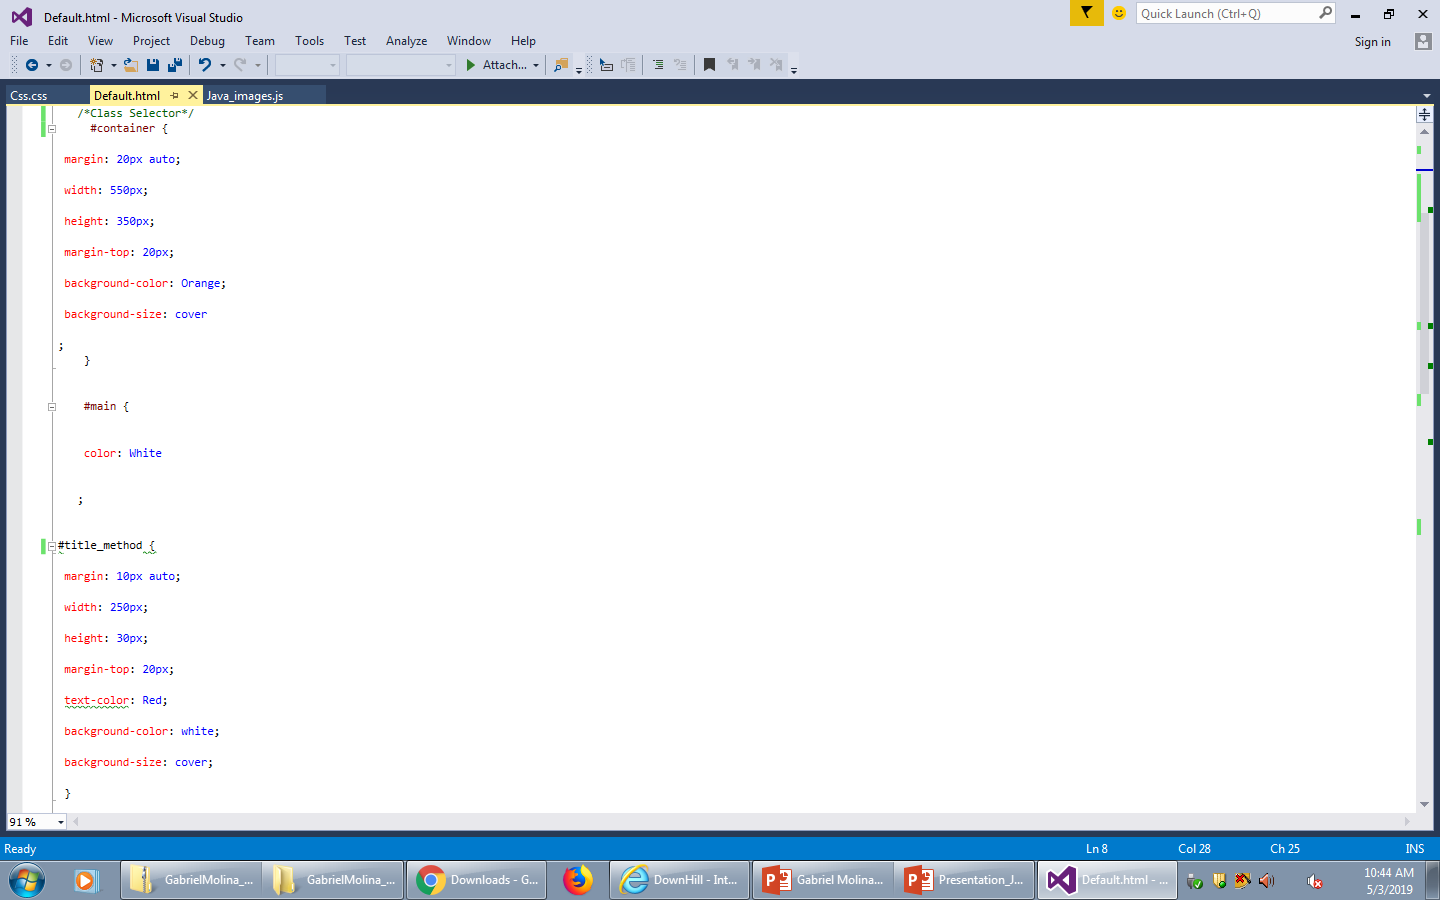 Default.html - Microsoft Visual Studio
Quick Launch (Ctrl+Q)
File Edit View Project Debug Team Tools Test Analyze Window Help
Sign in
Attach...
Css.css Default.html Java_images.js
/*Class Selector*/
#container {
margin: 20px auto;
width: 550px;
height: 350px;
margin-top: 20px;
background-color: Orange;
background-size: cover
;
}
#main {
color: White
;
#title_method {
margin: 10px auto;
width: 250px;
height: 30px;
margin-top: 20px;
text-color: Red;
background-color: white;
background-size: cover;
}
91 %
Ready Ln 8 Col 28 Ch 25 INS
GabrielMolina_... GabrielMolina_... Downloads - G... DownHill - Int... Gabriel Molina... Presentation_J... Default.html - ...
10:44 AM
5/3/2019